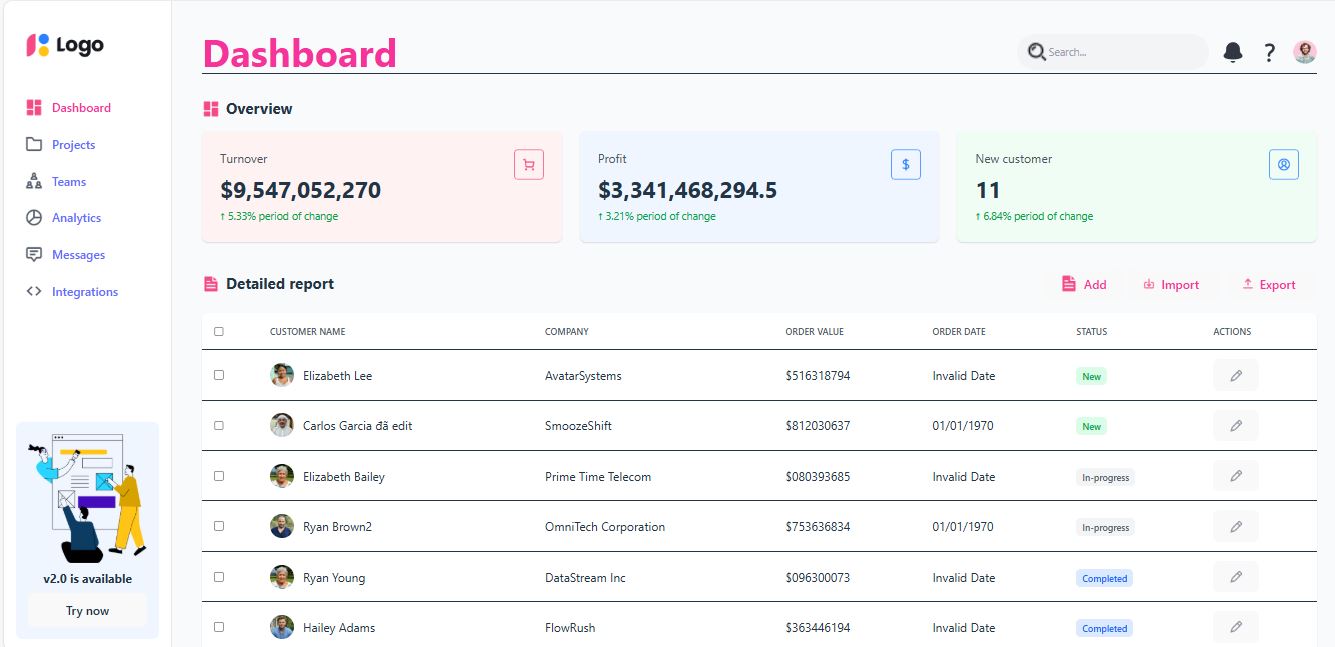 Logo
Dashboard
Search...
?
Dashboard
Projects
Teams
Analytics
Messages
Integrations
Overview
Turnover
$9,547,052,270
↑ 5.33% period of change
Profit
$3,341,468,294.5
↑ 3.21% period of change
$
New customer
11
↑ 6.84% period of change
Detailed report
Add Import Export
CUSTOMER NAME COMPANY ORDER VALUE ORDER DATE STATUS ACTIONS
Elizabeth Lee AvatarSystems $516318794 Invalid Date New
Carlos Garcia đã edit SmoozeShift $812030637 01/01/1970 New
Elizabeth Bailey Prime Time Telecom $080393685 Invalid Date In-progress
Ryan Brown2 OmniTech Corporation $753636834 01/01/1970 In-progress
Ryan Young DataStream Inc $096300073 Invalid Date Completed
Hailey Adams FlowRush $363446194 Invalid Date Completed
v2.0 is available
Try now